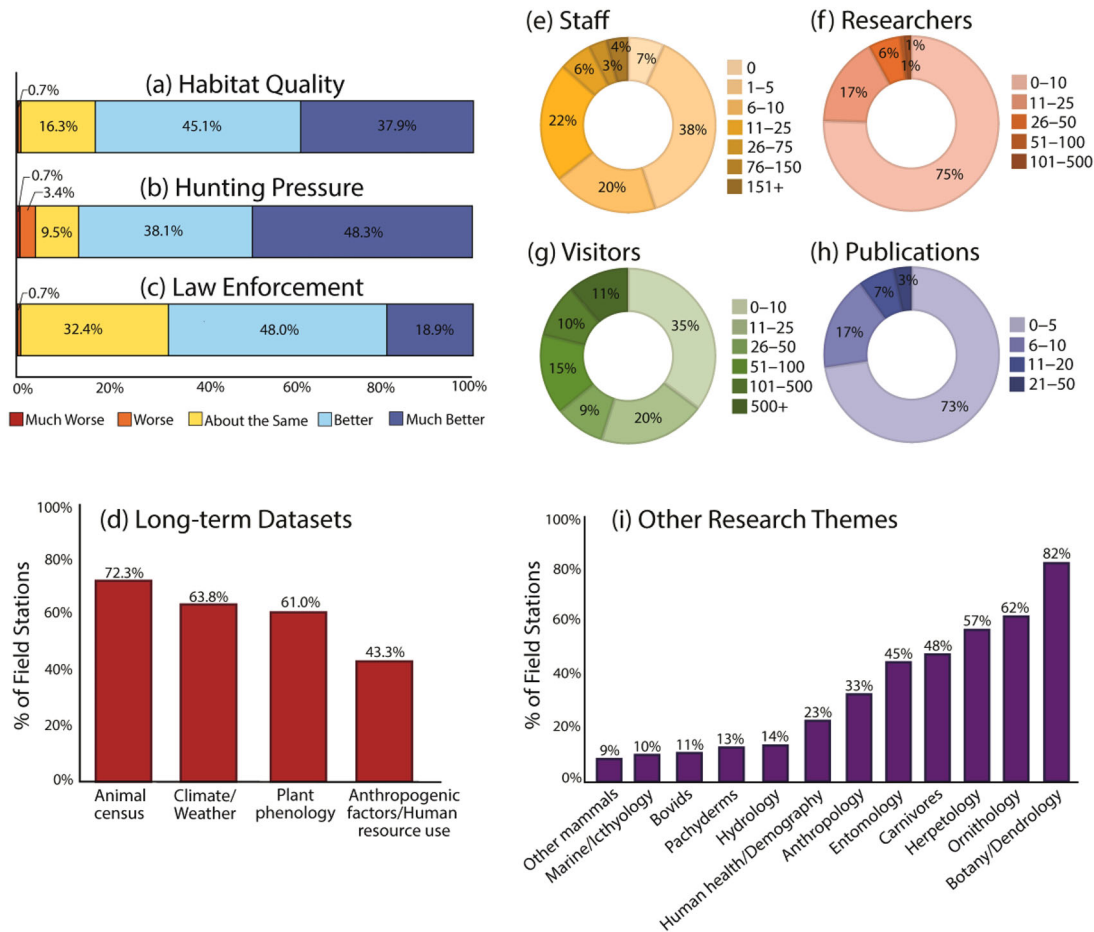 (a) Habitat Quality
0.7%
16.3%
45.1%
37.9%
(b) Hunting Pressure
0.7%
3.4%
9.5%
38.1%
48.3%
(c) Law Enforcement
0.7%
32.4%
48.0%
18.9%
0%
20%
40%
60%
80%
100%
Much Worse
Worse
About the Same
Better
Much Better
(e) Staff
7%
38%
20%
22%
6%
3%
4%
0
1–5
6–10
11–25
26–75
76–150
151+
(f) Researchers
75%
17%
6%
1%
1%
0–10
11–25
26–50
51–100
101–500
(g) Visitors
35%
20%
9%
15%
10%
11%
0–10
11–25
26–50
51–100
101–500
500+
(h) Publications
73%
17%
7%
3%
0–5
6–10
11–20
21–50
(d) Long-term Datasets
% of Field Stations
100%
80%
60%
40%
20%
0%
72.3%
63.8%
61.0%
43.3%
Animal
census
Climate/
Weather
Plant
phenology
Anthropogenic
factors/Human
resource use
(i) Other Research Themes
% of Field Stations
100%
80%
60%
40%
20%
0%
9%
10%
11%
13%
14%
23%
33%
45%
48%
57%
62%
82%
Other mammals
Marine/Icthyology
Bovids
Pachyderms
Hydrology
Human health/Demography
Anthropology
Entomology
Carnivores
Herpetology
Ornithology
Botany/Dendrology